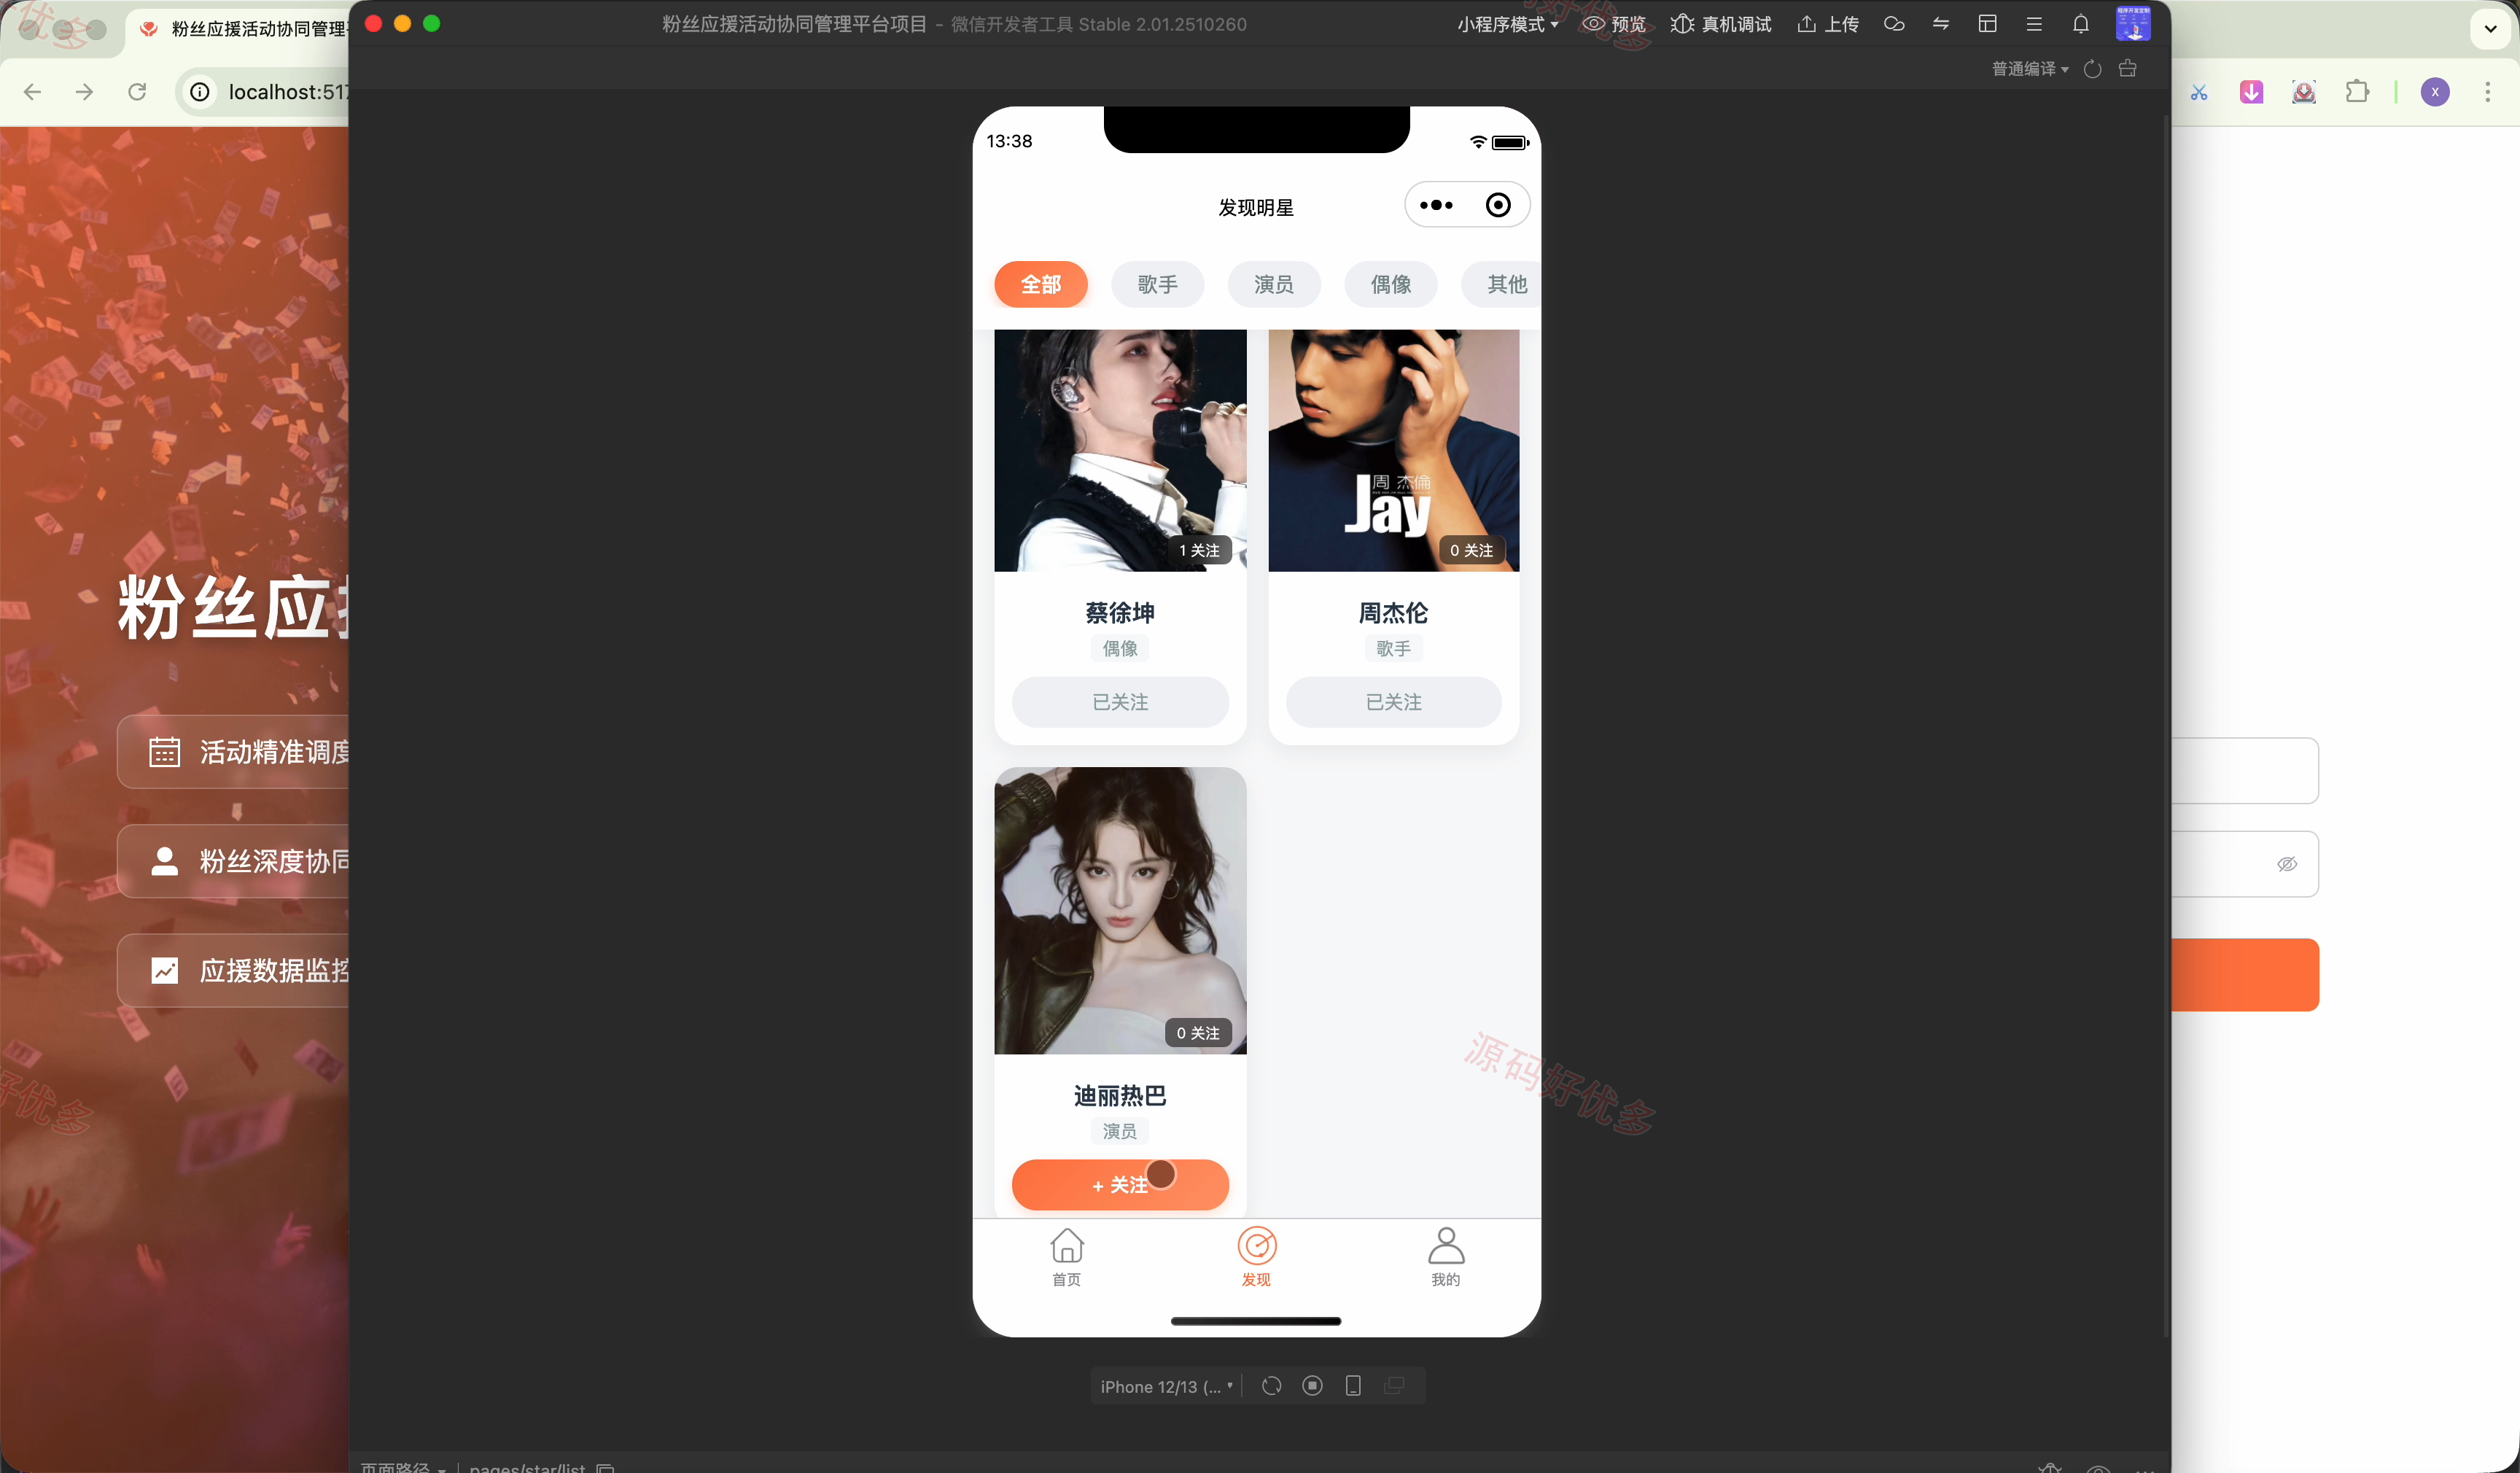 粉丝应援活动协同管理
localhost:517
粉丝应援活动协同管理平台项目 - 微信开发者工具 Stable 2.01.2510260
小程序模式
预览
真机调试
上传
普通编译
X
粉丝应
活动精准调度
粉丝深度协同
应援数据监控
13:38
发现明星
全部
歌手
演员
偶像
其他
周杰倫
Jay
1 关注
0 关注
蔡徐坤
周杰伦
偶像
歌手
已关注
已关注
0 关注
迪丽热巴
演员
+ 关注
首页
发现
我的
iPhone 12/13 (...
页面路径
pages/star/list
源码好优多
好优多